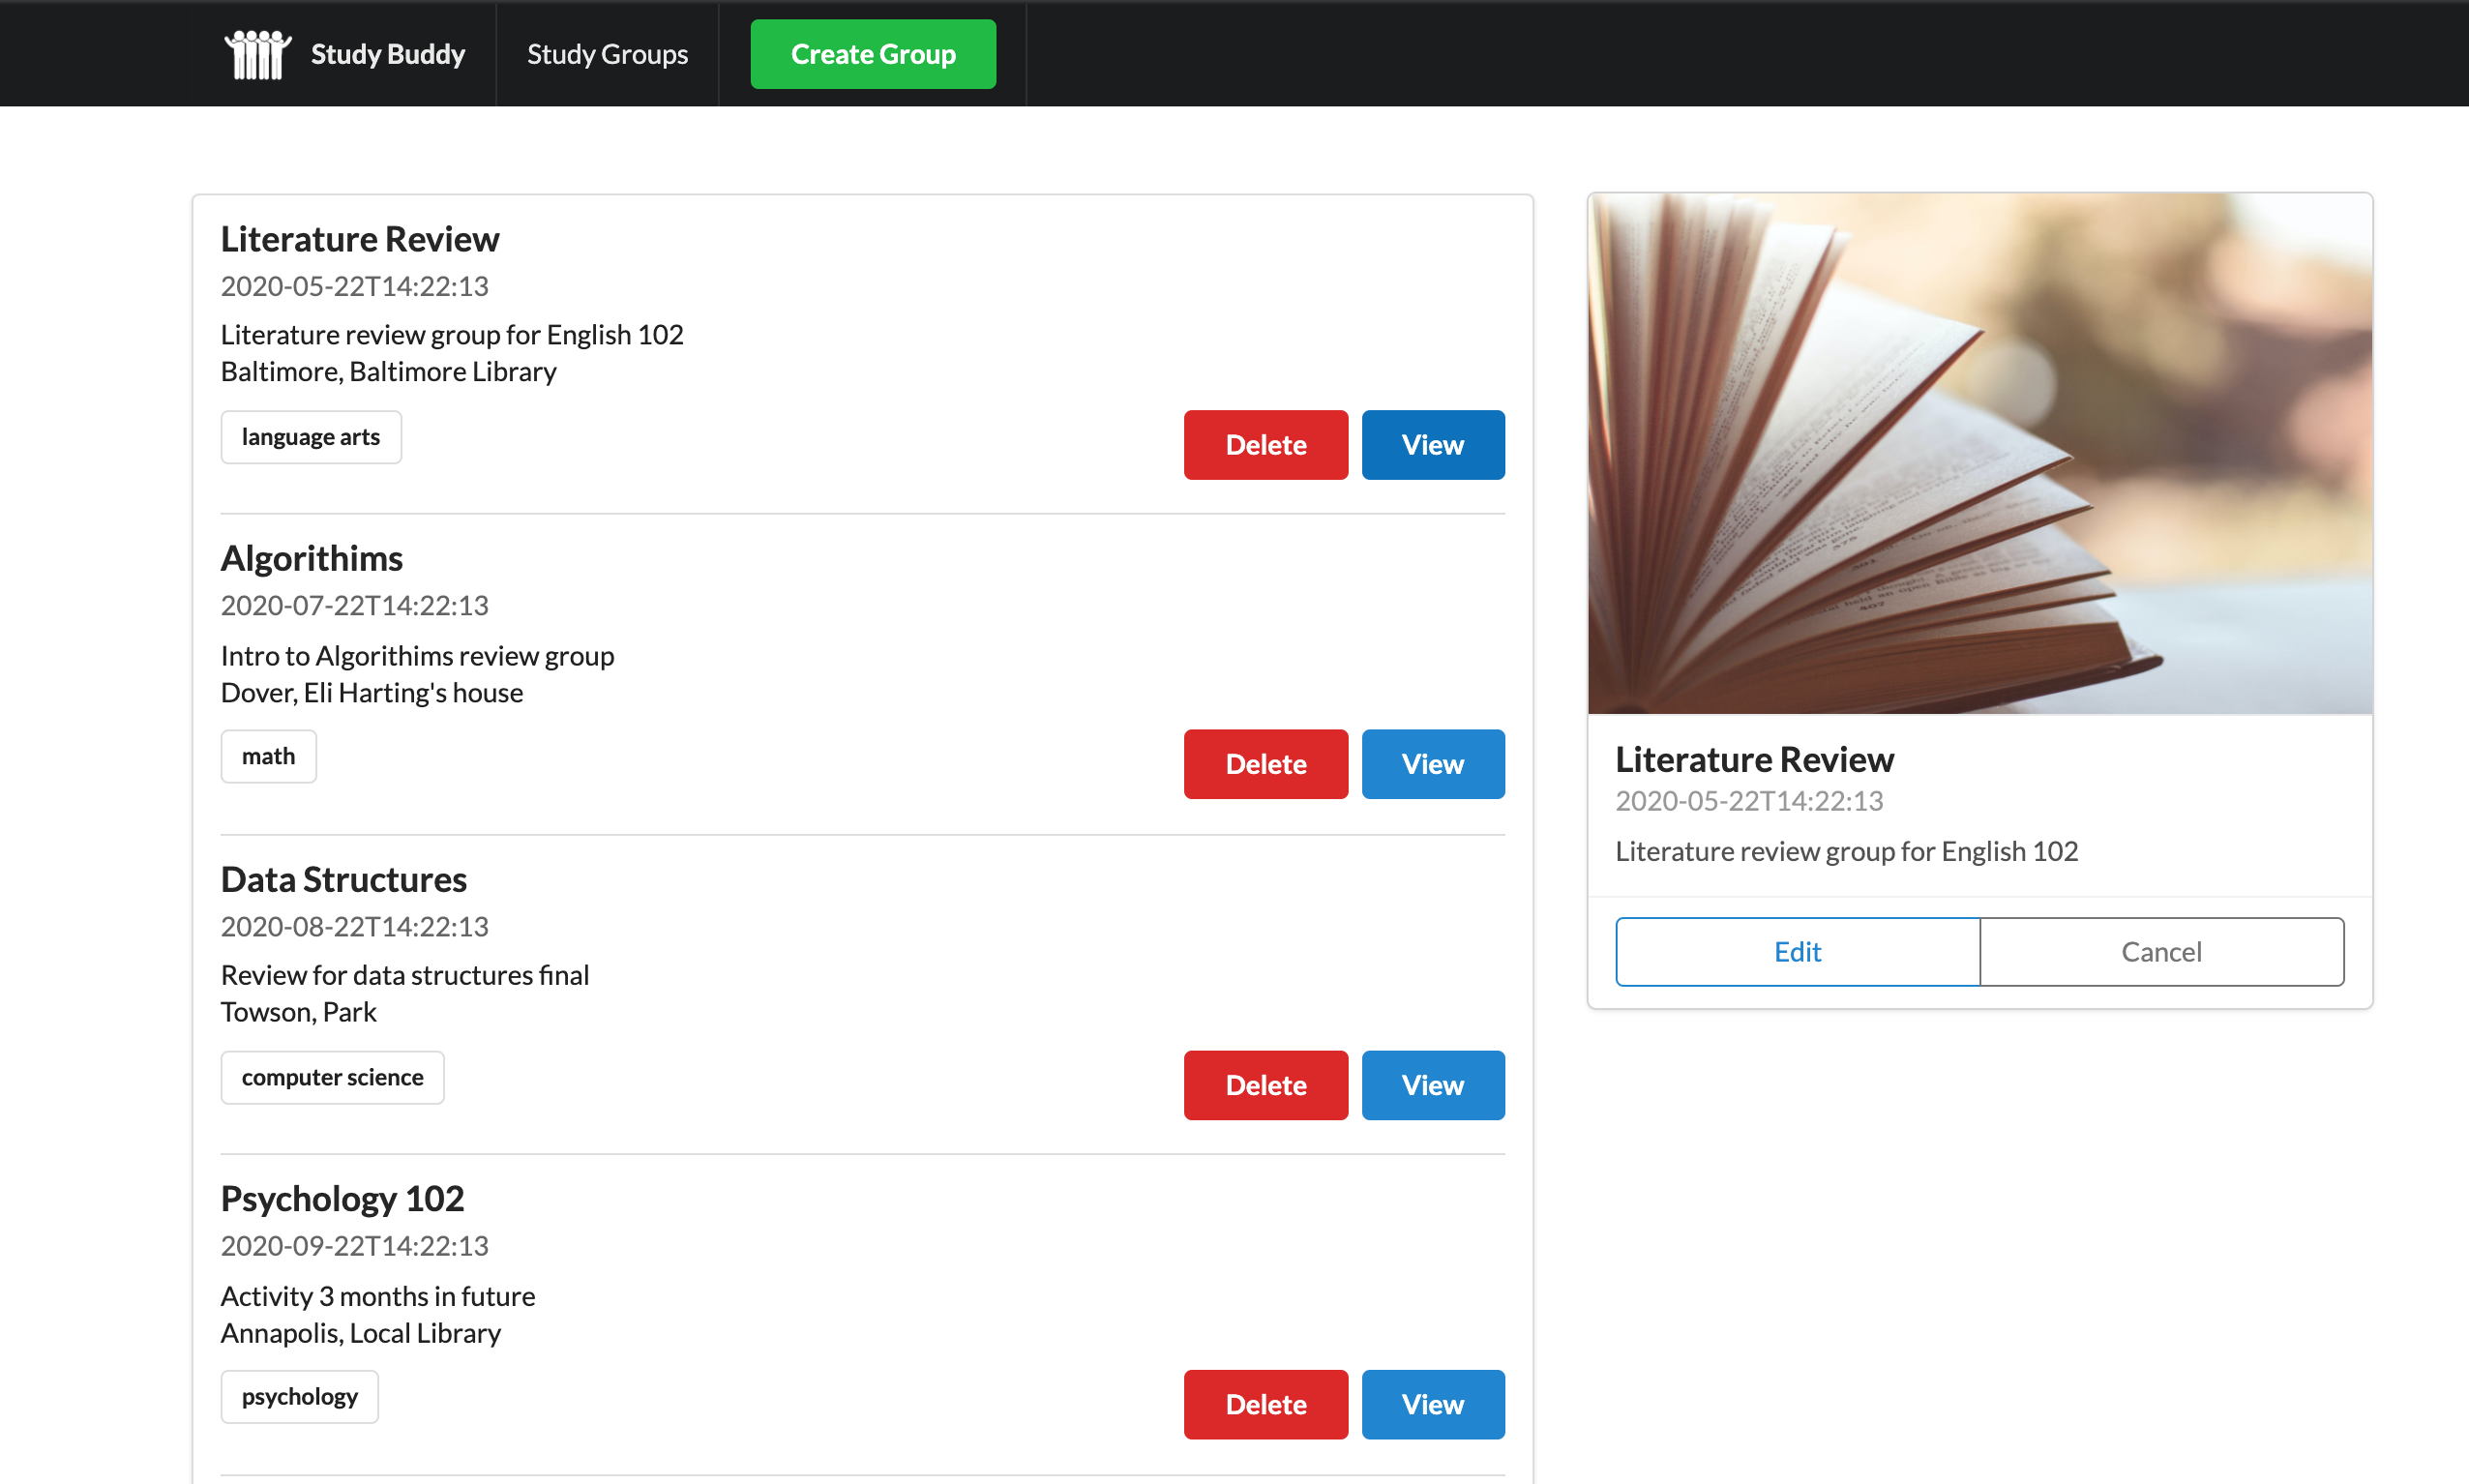 Study Buddy
Study Groups
Create Group
Literature Review
2020-05-22T14:22:13
Literature review group for English 102
Baltimore, Baltimore Library
language arts
Delete
View
Algorithims
2020-07-22T14:22:13
Intro to Algorithims review group
Dover, Eli Harting's house
math
Delete
View
Data Structures
2020-08-22T14:22:13
Review for data structures final
Towson, Park
computer science
Delete
View
Psychology 102
2020-09-22T14:22:13
Activity 3 months in future
Annapolis, Local Library
psychology
Delete
View
375
407
Literature Review
2020-05-22T14:22:13
Literature review group for English 102
Edit
Cancel